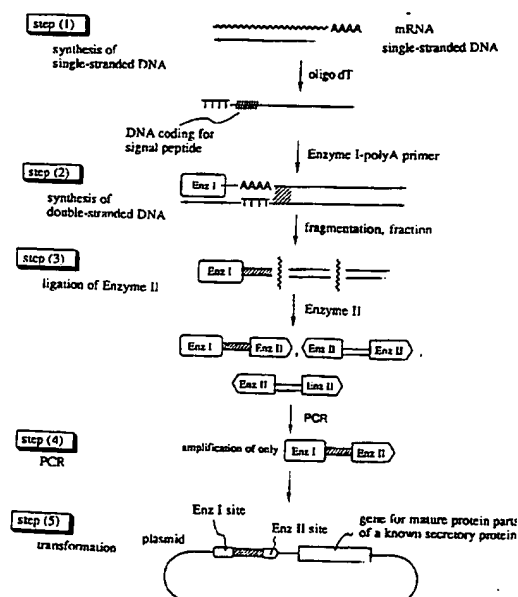 step (1)
synthesis of
single-stranded DNA
AAAA
mRNA
single-stranded DNA
oligo dT
TTTT
DNA coding for
signal peptide
Enzyme I-polyA primer
step (2)
synthesis of
double-stranded DNA
Enz I
AAAA
TTTT
fragmentation, fraction
step (3)
ligation of Enzyme II
Enz I
Enzyme II
Enz I
Enz II
,
Enz II
Enz II
,
Enz II
Enz II
PCR
step (4)
PCR
amplification of only
Enz I
Enz II
step (5)
transformation
Enz I site
Enz II site
plasmid
gene for mature protein parts
of a known secretory protein